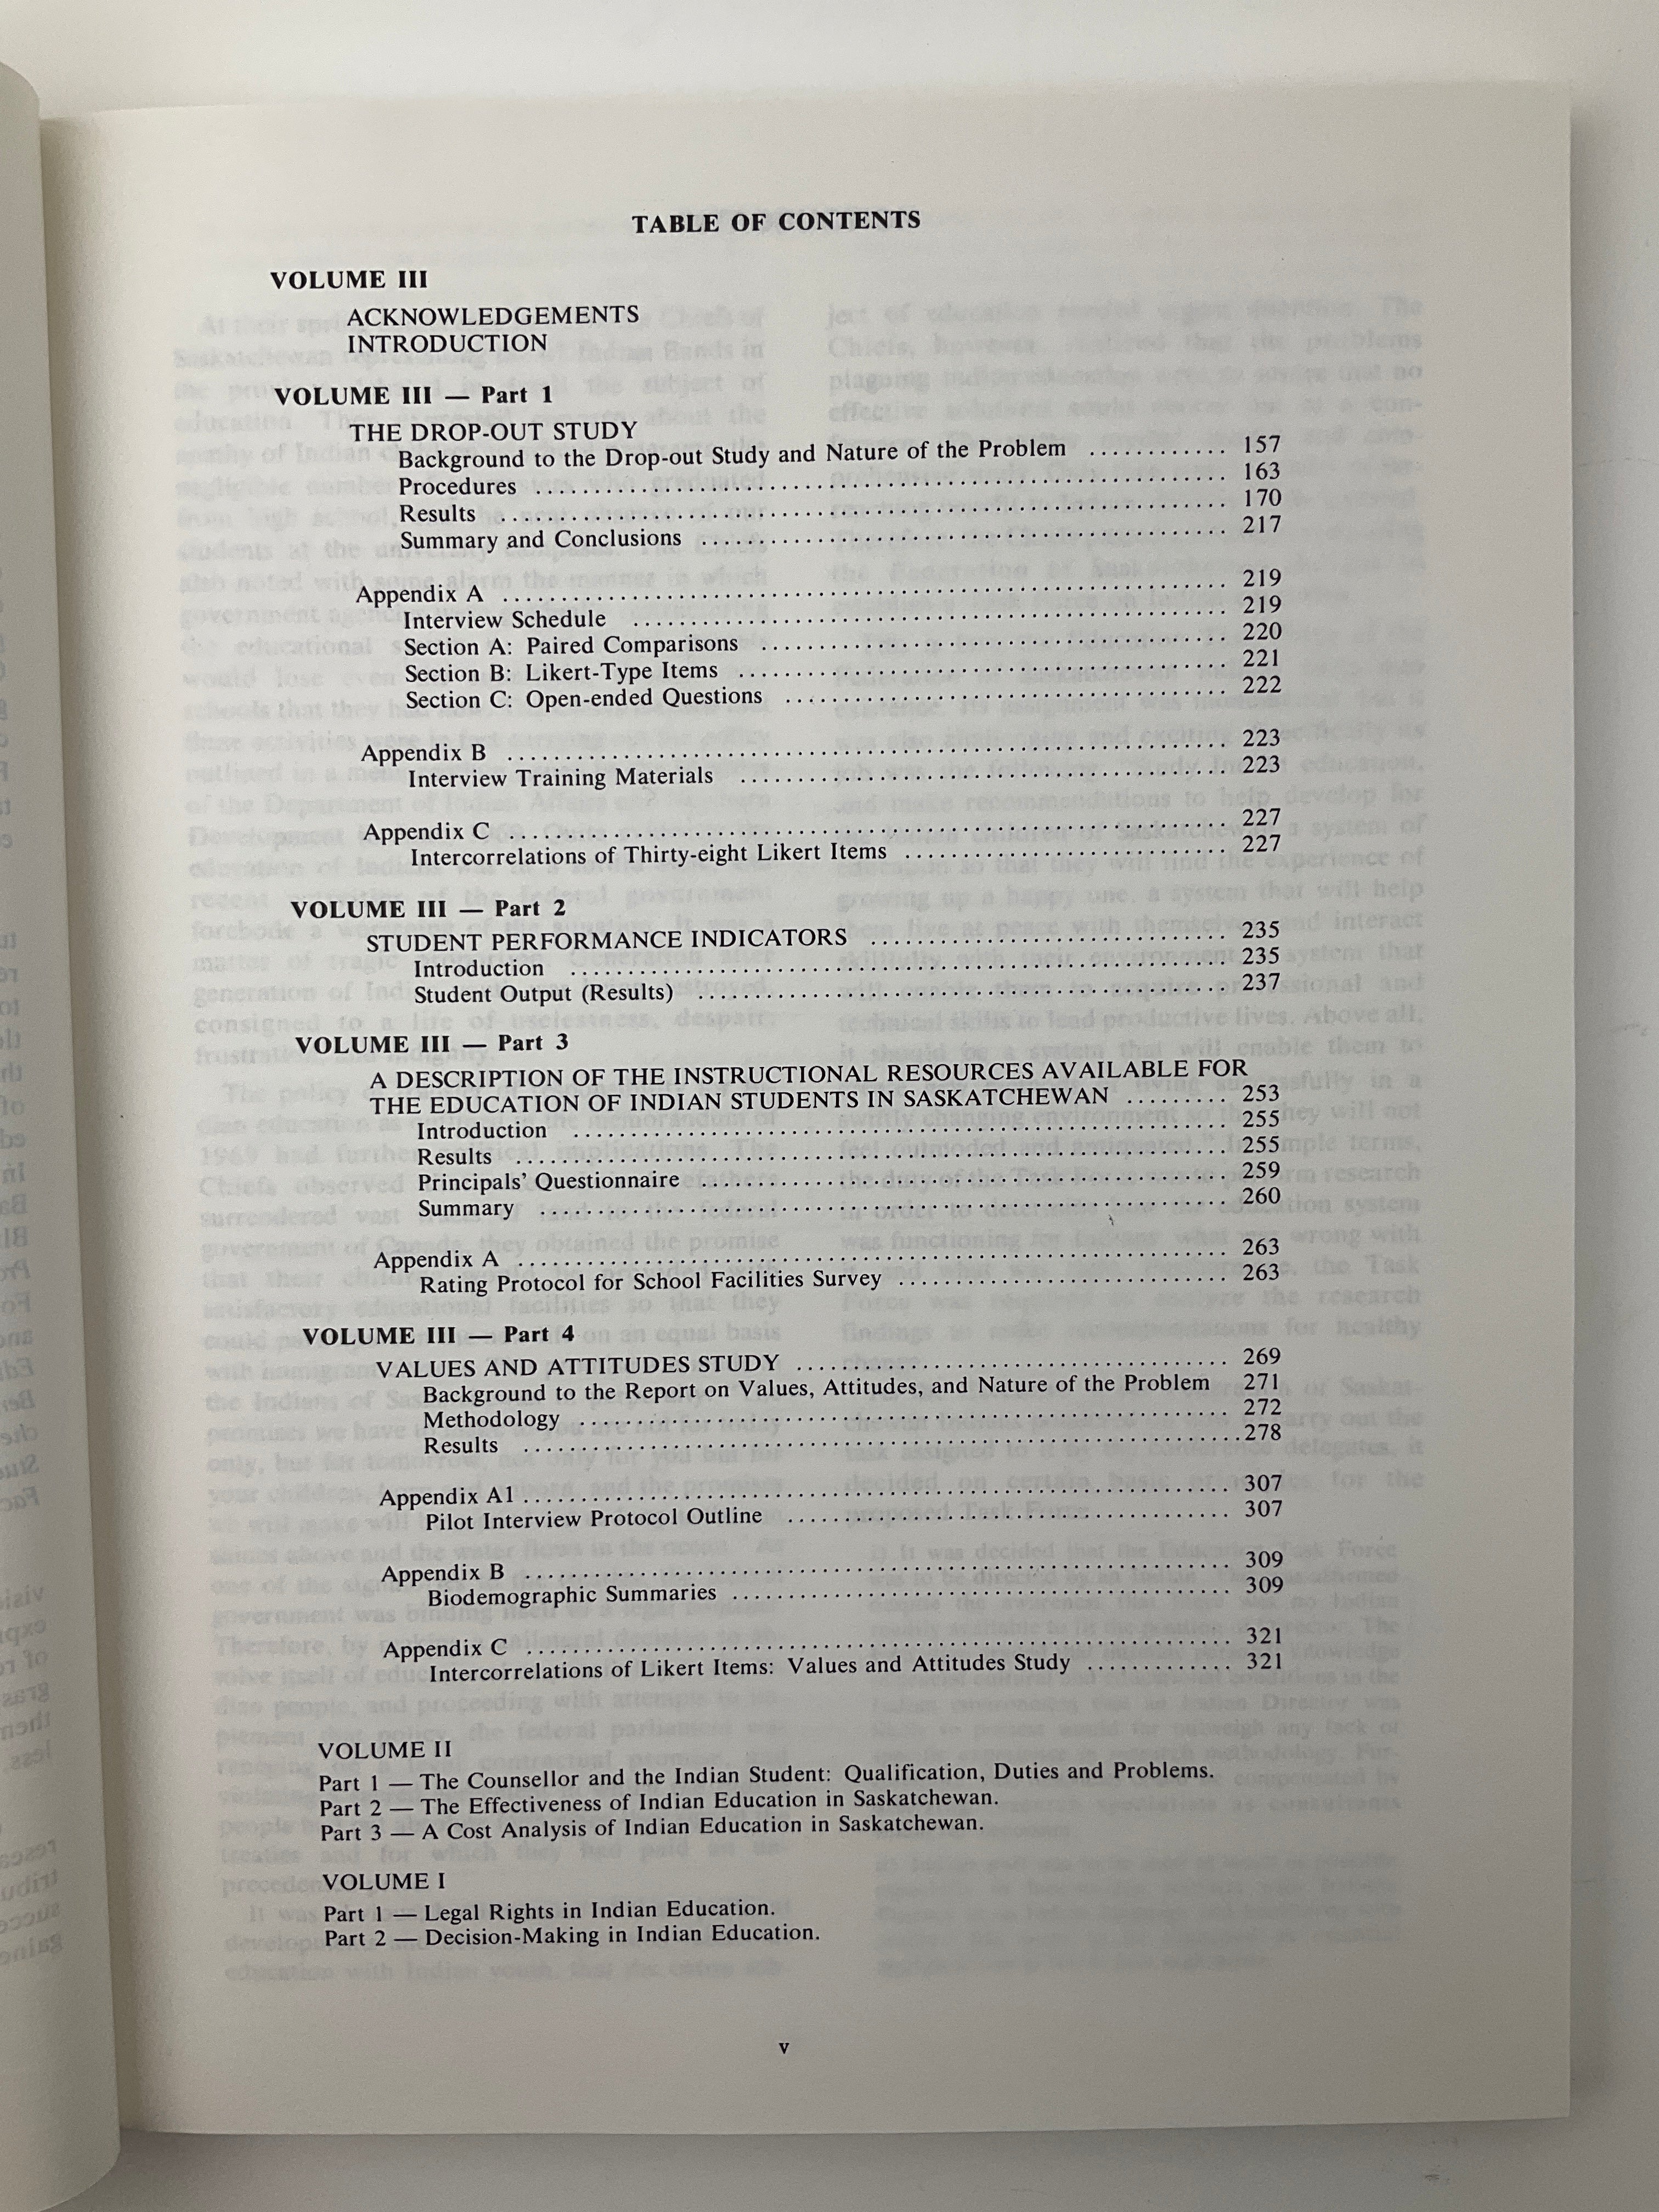 TABLE OF CONTENTS
VOLUME III
ACKNOWLEDGEMENTS
INTRODUCTION
VOLUME III — Part 1
THE DROP-OUT STUDY
Background to the Drop-out Study and Nature of the Problem ............ 157
Procedures ............ 163
Results ............ 170
Summary and Conclusions ............ 217
Appendix A ............ 219
Interview Schedule ............ 219
Section A: Paired Comparisons ............ 220
Section B: Likert-Type Items ............ 221
Section C: Open-ended Questions ............ 222
Appendix B ............ 223
Interview Training Materials ............ 223
Appendix C ............ 227
Intercorrelations of Thirty-eight Likert Items ............ 227
VOLUME III — Part 2
STUDENT PERFORMANCE INDICATORS ............ 235
Introduction ............ 235
Student Output (Results) ............ 237
VOLUME III — Part 3
A DESCRIPTION OF THE INSTRUCTIONAL RESOURCES AVAILABLE FOR
THE EDUCATION OF INDIAN STUDENTS IN SASKATCHEWAN ......... 253
Introduction ............ 255
Results ............ 255
Principals' Questionnaire ............ 259
Summary ............ 260
Appendix A ............ 263
Rating Protocol for School Facilities Survey ............ 263
VOLUME III — Part 4
VALUES AND ATTITUDES STUDY ............ 269
Background to the Report on Values, Attitudes, and Nature of the Problem 271
Methodology ............ 272
Results ............ 278
Appendix A1 ............ 307
Pilot Interview Protocol Outline ............ 307
Appendix B ............ 309
Biodemographic Summaries ............ 309
Appendix C ............ 321
Intercorrelations of Likert Items: Values and Attitudes Study ............ 321
VOLUME II
Part 1 — The Counsellor and the Indian Student: Qualification, Duties and Problems.
Part 2 — The Effectiveness of Indian Education in Saskatchewan.
Part 3 — A Cost Analysis of Indian Education in Saskatchewan.
VOLUME I
Part 1 — Legal Rights in Indian Education.
Part 2 — Decision-Making in Indian Education.
v